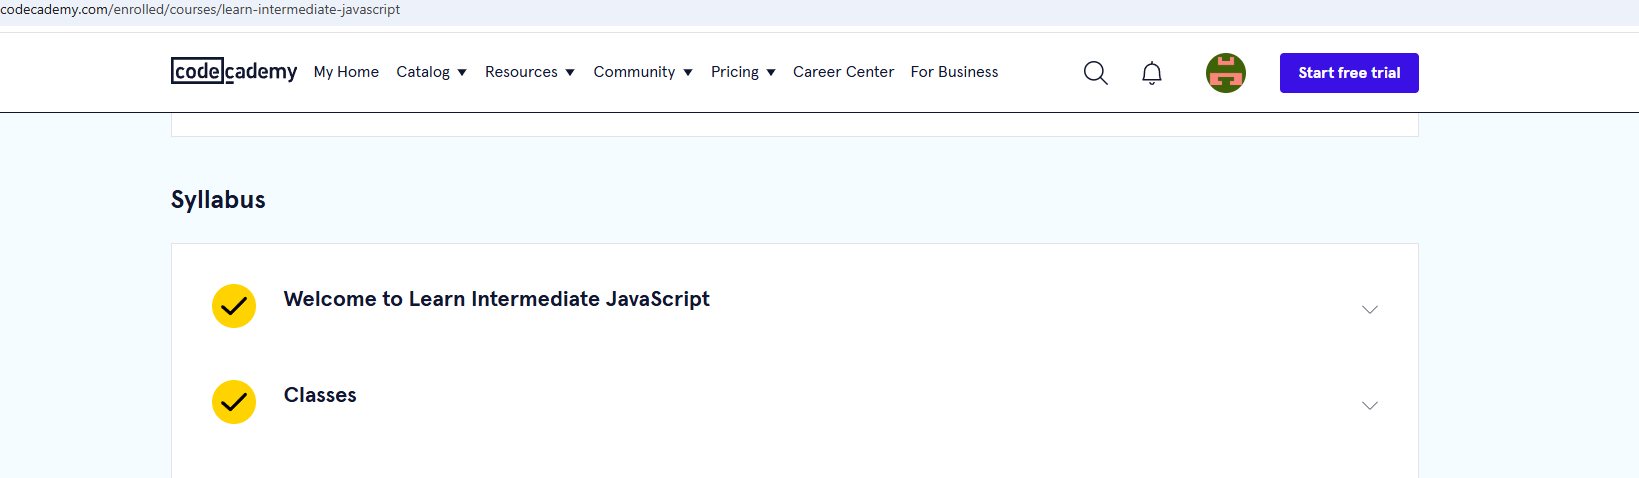 codecademy.com/enrolled/courses/learn-intermediate-javascript
codecademy My Home Catalog Resources Community Pricing Career Center For Business Start free trial
Syllabus
Welcome to Learn Intermediate JavaScript
Classes